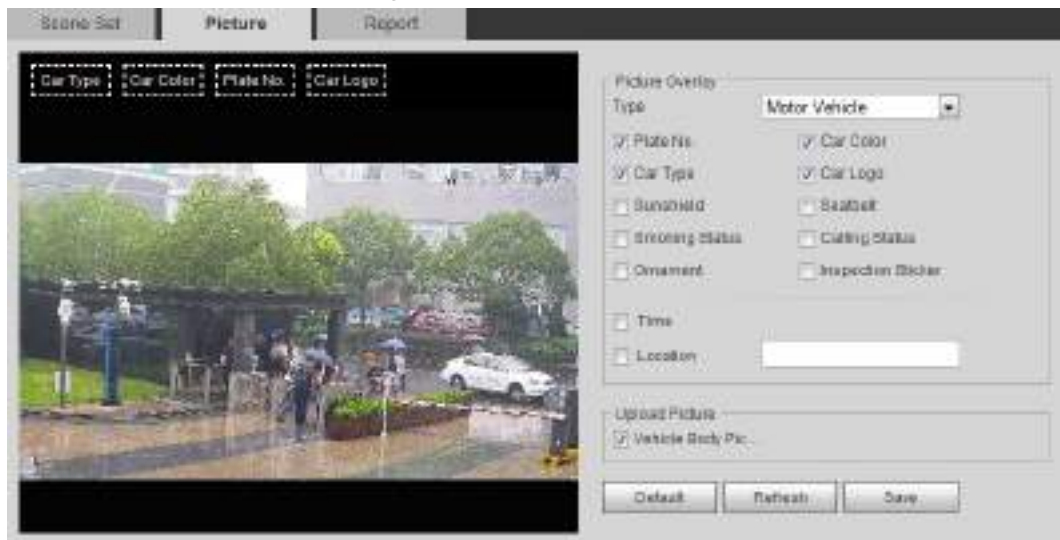 Scene Set Picture Report
Car Type Car Color Plate No. Car Logo
Picture Overlay
Type Motor Vehicle
Plate No. Car Color
Car Type Car Logo
Sunshield Seatbelt
Smoking Status Calling Status
Ornament Inspection Sticker
Time
Location
Upload Picture
Vehicle Body Pic...
Default Refresh Save